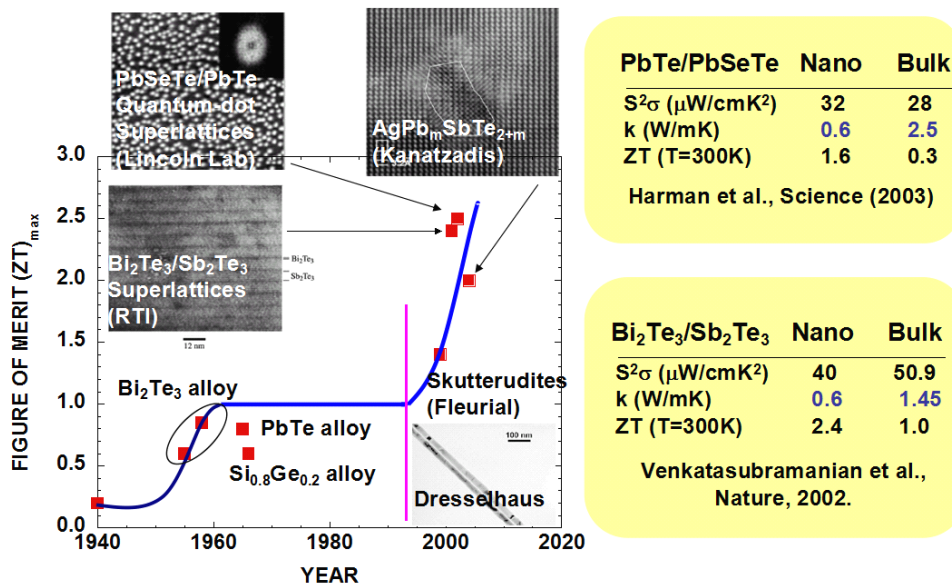 PbSeTe/PbTe
Quantum-dot
Superlattices
(Lincoln Lab)
AgPbmSbTe2+m
(Kanatzadis)
FIGURE OF MERIT (ZT)max
3.0
2.5
2.0
1.5
1.0
0.5
0.0
Bi2Te3/Sb2Te3
Superlattices
(RTI)
Bi2Te3
Sb2Te3
12 nm
Bi2Te3 alloy
PbTe alloy
Si0.8Ge0.2 alloy
Skutterudites
(Fleurial)
100 nm
Dresselhaus
1940 1960 1980 2000 2020
YEAR
PbTe/PbSeTe Nano Bulk
S²σ (μW/cmK²) 32 28
k (W/mK) 0.6 2.5
ZT (T=300K) 1.6 0.3
Harman et al., Science (2003)
Bi2Te3/Sb2Te3 Nano Bulk
S²σ (μW/cmK²) 40 50.9
k (W/mK) 0.6 1.45
ZT (T=300K) 2.4 1.0
Venkatasubramanian et al.,
Nature, 2002.